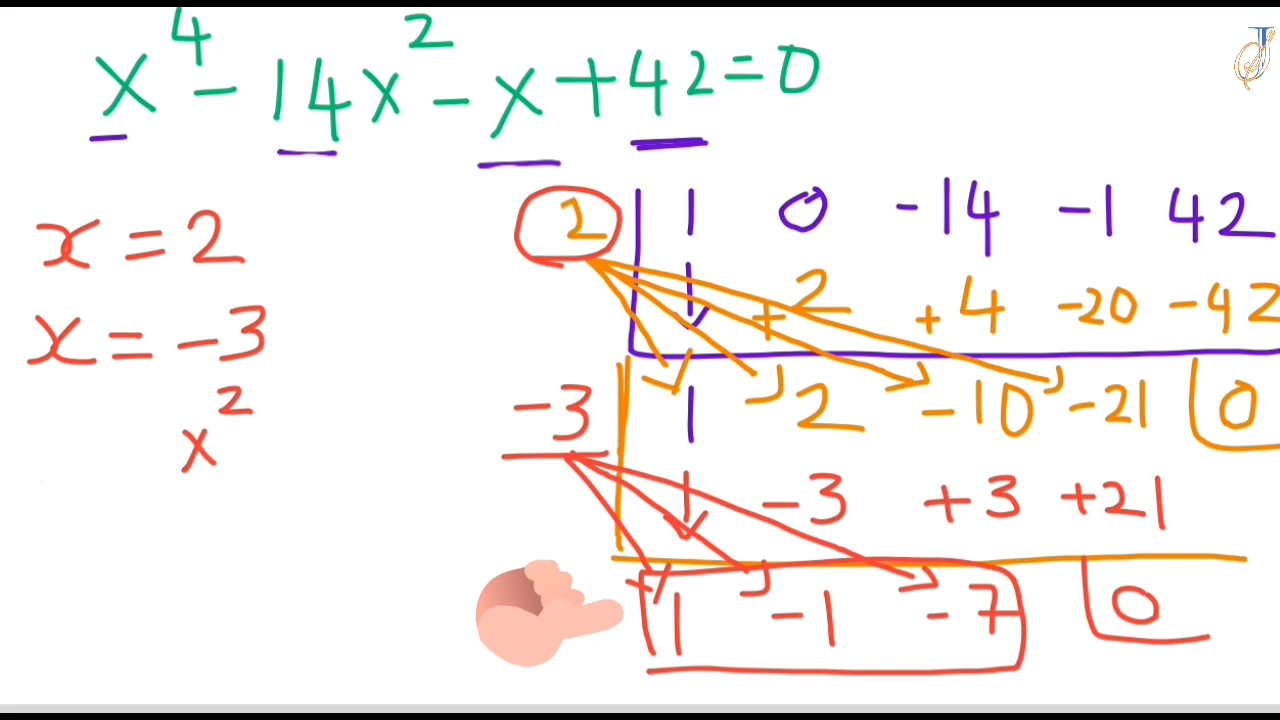 x⁴ - 14x² - x + 42 = 0
x = 2
x = -3
x²
2 | 1 0 -14 -1 42
1 +2 +4 -20 -42
-3 | 1 2 -10 -21 0
1 -3 +3 +21
1 -1 -7 0